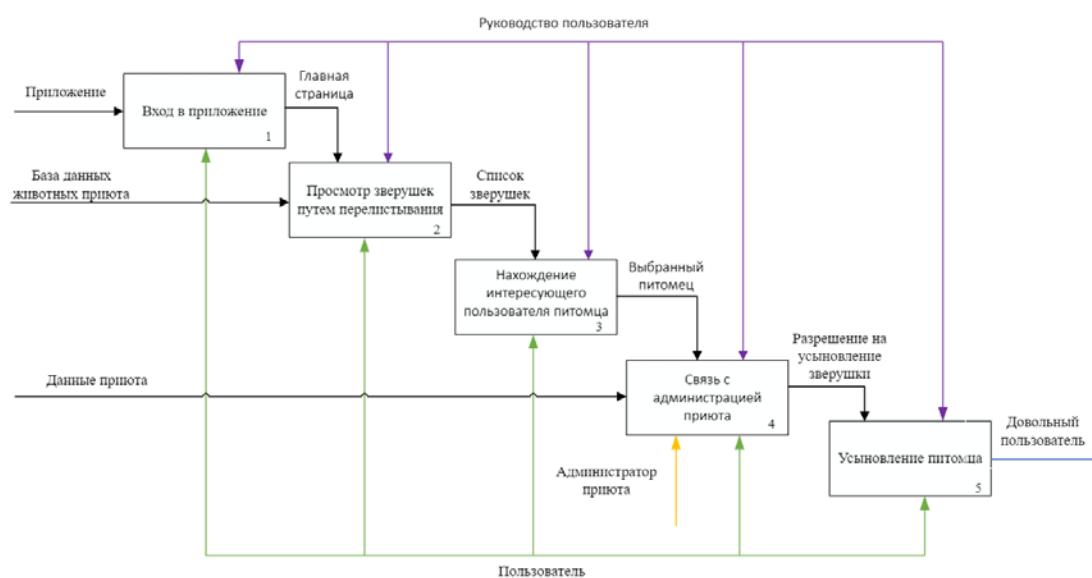 Руководство пользователя
Приложение
Вход в приложение
1
Главная
страница
База данных
животных приюта
Просмотр зверушек
путем перелистывания
2
Список
зверушек
Нахождение
интересующего
пользователя питомца
3
Выбранный
питомец
Данные приюта
Связь с
администрацией
приюта
4
Разрешение на
усыновление
зверушки
Администратор
приюта
Усыновление питомца
5
Довольный
пользователь
Пользователь